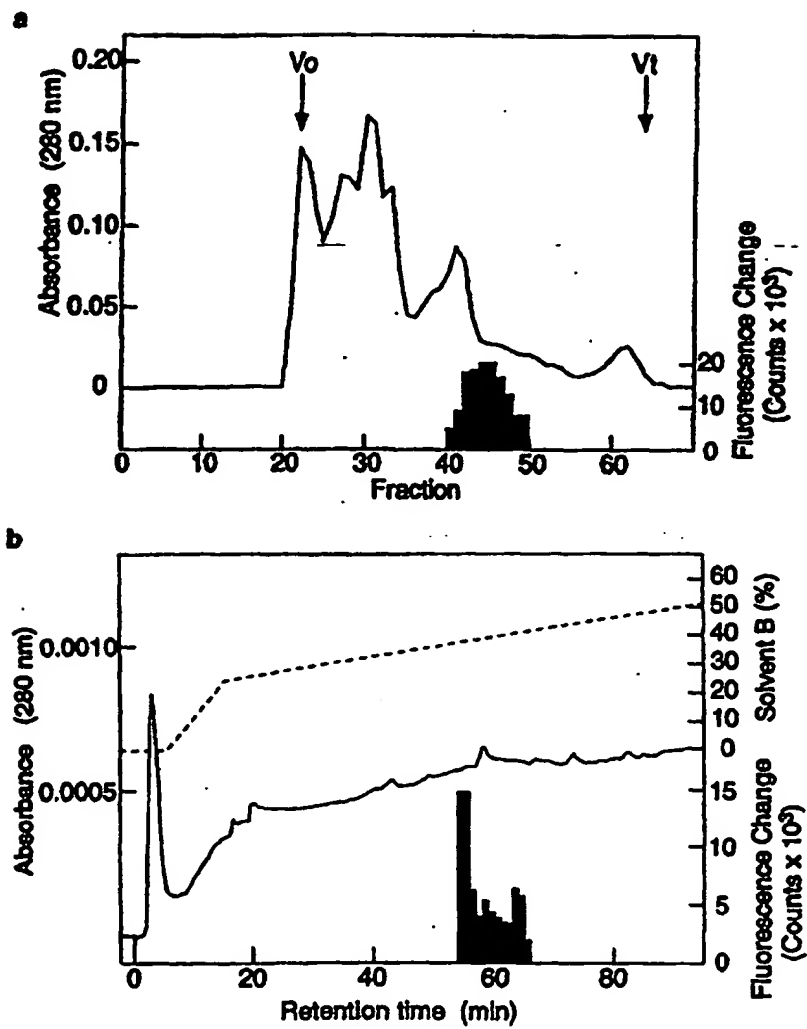 a
Vo
Vt
Absorbance (280 nm)
0.20
0.15
0.10
0.05
0
Fluorescence Change
(Counts x 10³)
20
10
0
0 10 20 30 40 50 60
Fraction
b
Absorbance (280 nm)
0.0010
0.0005
Solvent B (%)
60
50
40
30
20
10
0
Fluorescence Change
(Counts x 10³)
15
10
5
0
0 20 40 60 80
Retention time (min)